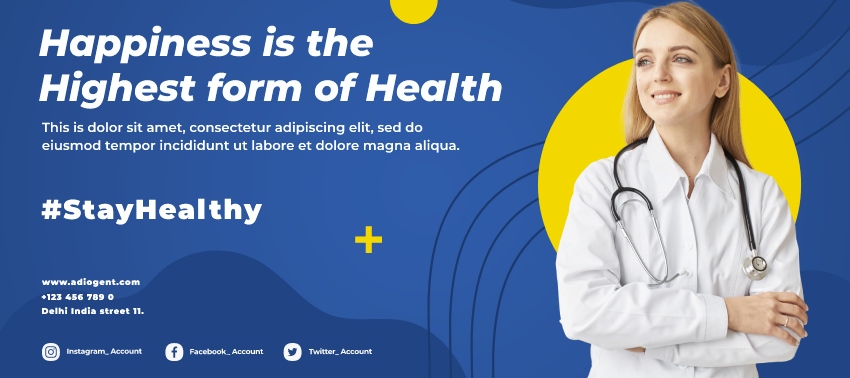 Happiness is the
Highest form of Health
This is dolor sit amet, consectetur adipiscing elit, sed do
eiusmod tempor incididunt ut labore et dolore magna aliqua.
#StayHealthy
www.adiogent.com
+123 456 789 0
Delhi India street 11.
Instagram_ Account Facebook_ Account Twitter_ Account